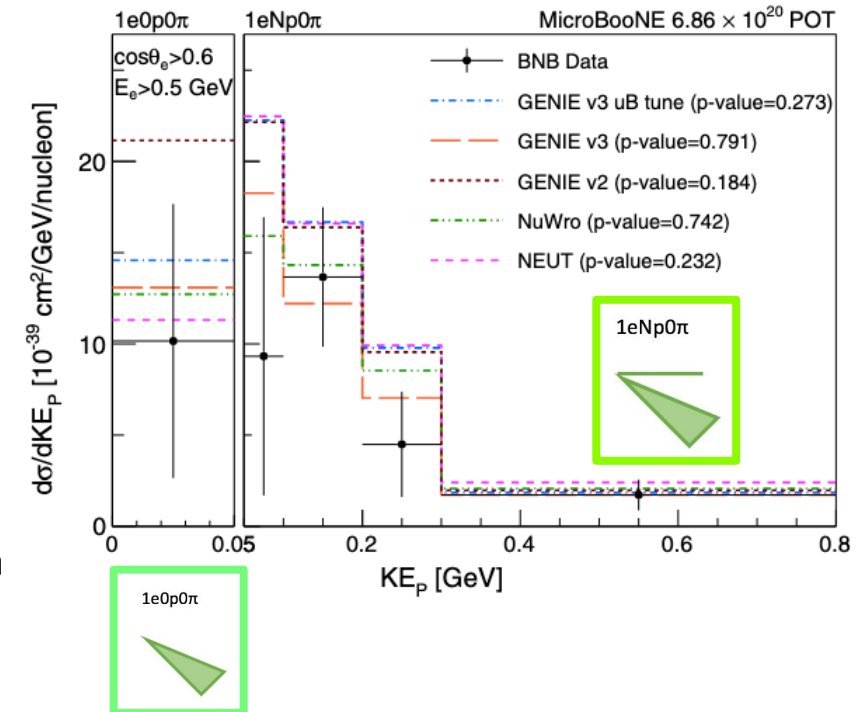 1e0p0π
1eNp0π
MicroBooNE 6.86 × 10²⁰ POT
cosθₑ>0.6
Eₑ>0.5 GeV
BNB Data
GENIE v3 uB tune (p-value=0.273)
GENIE v3 (p-value=0.791)
GENIE v2 (p-value=0.184)
NuWro (p-value=0.742)
NEUT (p-value=0.232)
dσ/dKE_P [10⁻³⁹ cm²/GeV/nucleon]
20
10
0
1eNp0π
0 0.05 0.2 0.4 0.6 0.8
KE_P [GeV]
1e0p0π